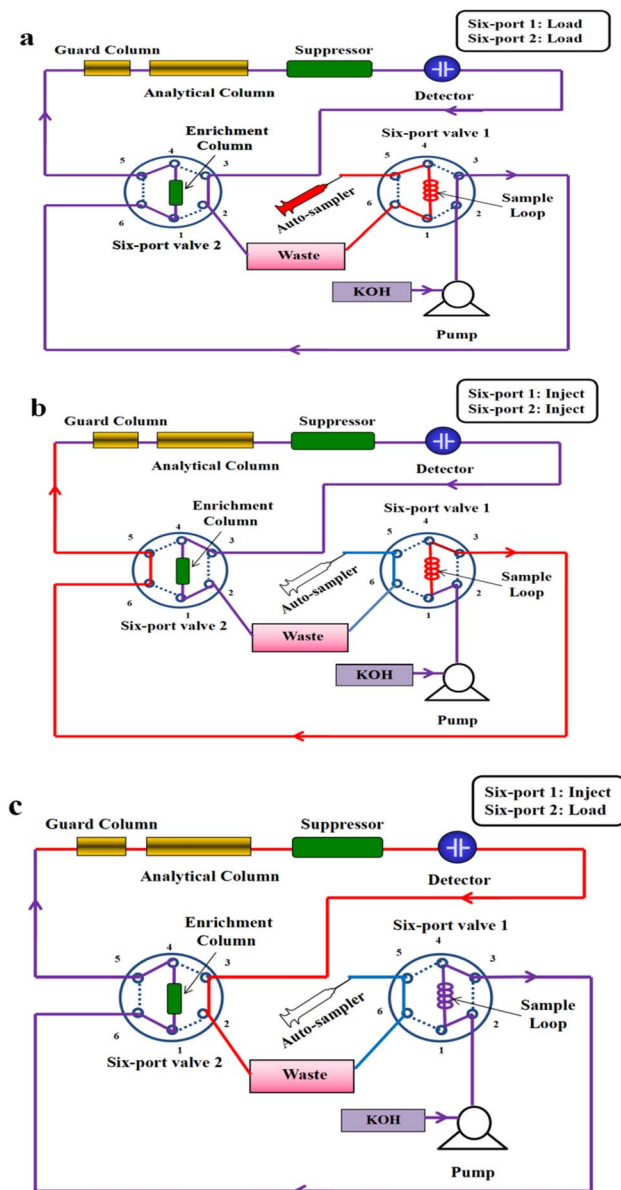 a
Six-port 1: Load
Six-port 2: Load
Guard Column
Suppressor
Analytical Column
Detector
Enrichment
Column
Six-port valve 1
4
3
5
2
6
1
4
3
5
2
6
1
Auto-sampler
Sample
Loop
Six-port valve 2
Waste
KOH
Pump
b
Six-port 1: Inject
Six-port 2: Inject
Guard Column
Suppressor
Analytical Column
Detector
Enrichment
Column
Six-port valve 1
4
3
5
2
6
1
4
3
5
2
6
1
Auto-sampler
Sample
Loop
Six-port valve 2
Waste
KOH
Pump
c
Six-port 1: Inject
Six-port 2: Load
Guard Column
Suppressor
Analytical Column
Detector
Enrichment
Column
Six-port valve 1
4
3
5
2
6
1
4
3
5
2
6
1
Auto-sampler
Sample
Loop
Six-port valve 2
Waste
KOH
Pump